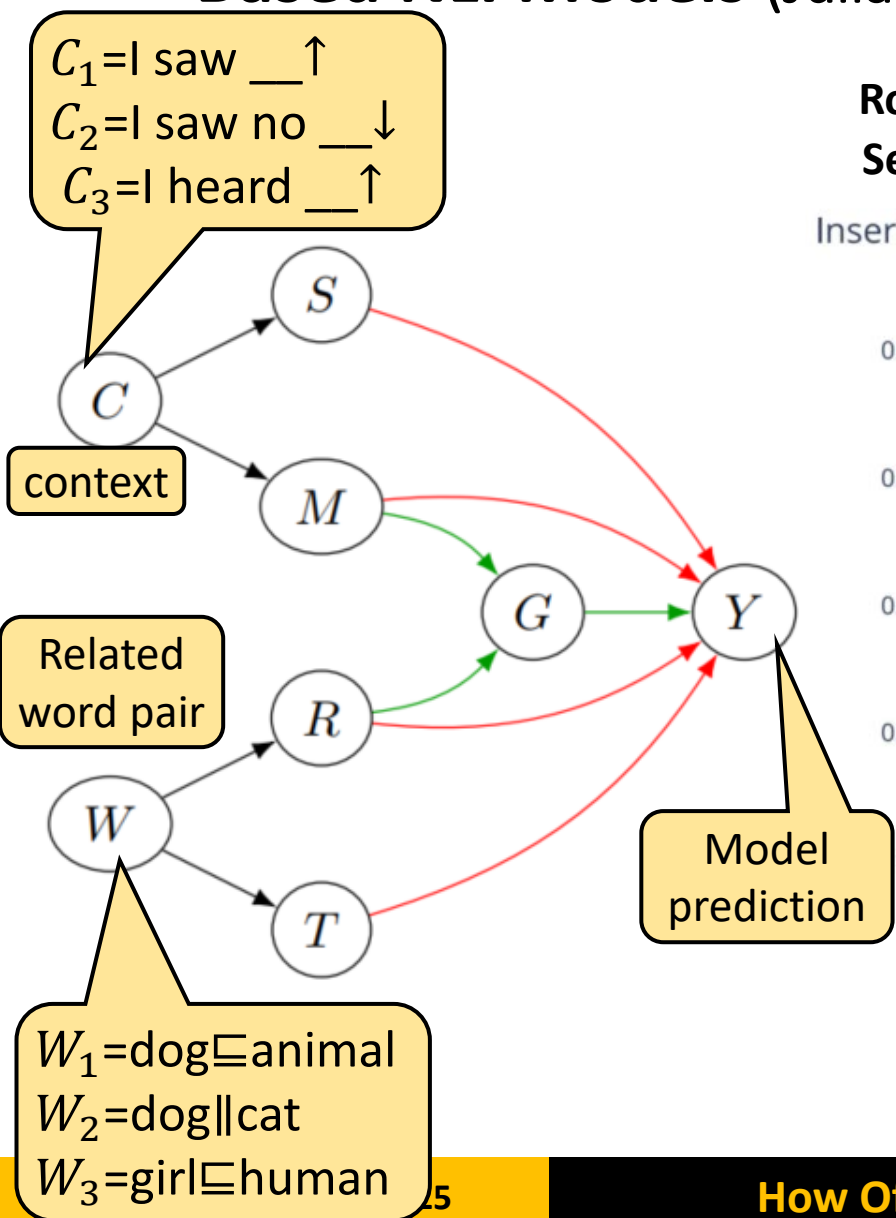 C₁=I saw __↑
C₂=I saw no __↓
C₃=I heard __↑
Inser
S
C
context
M
G
Y
Related
word pair
R
W
Model
prediction
T
W₁=dog⊑animal
W₂=dog∥cat
W₃=girl⊑human
How Of